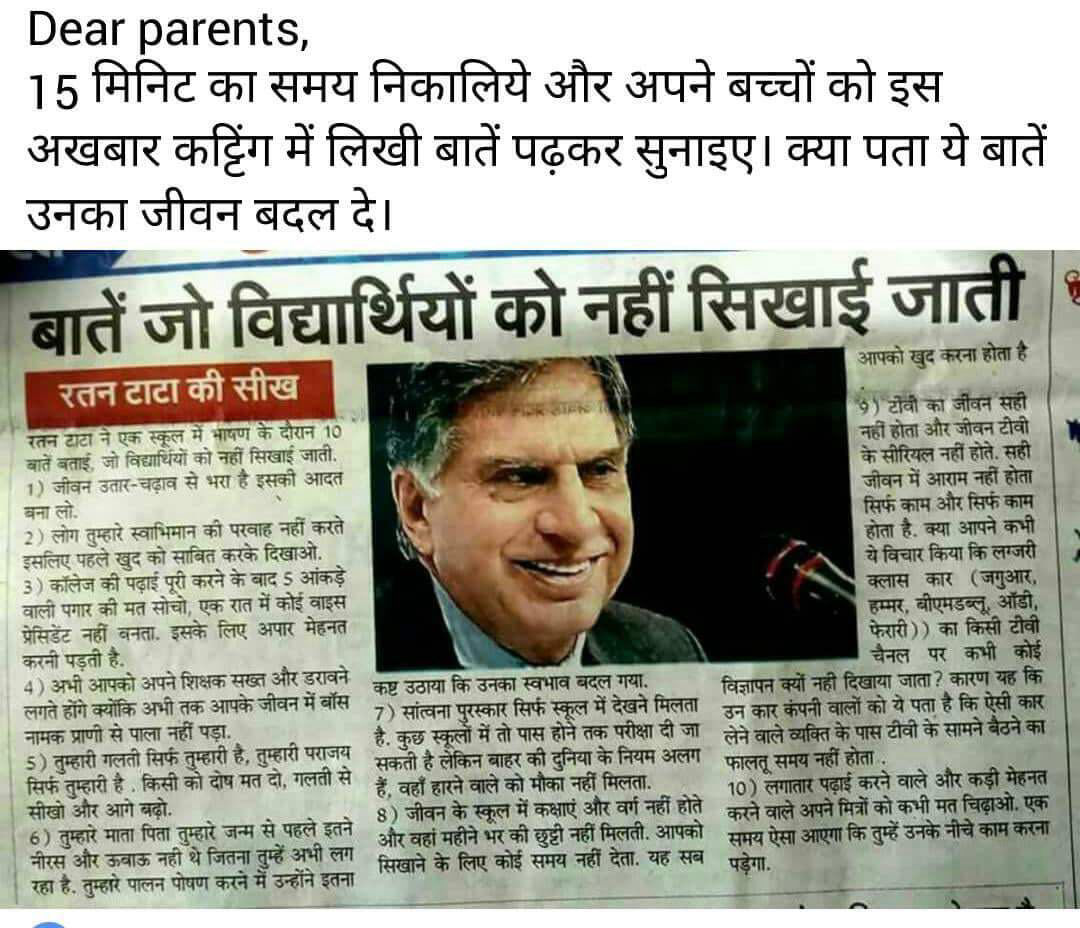 Dear parents,
15 मिनिट का समय निकालिये और अपने बच्चों को इस
अखबार कट्टिंग में लिखी बातें पढ़कर सुनाइए। क्या पता ये बातें
उनका जीवन बदल दे।
बातें जो विद्यार्थियों को नहीं सिखाई जाती
रतन टाटा की सीख
रतन टाटा ने एक स्कूल में भाषण के दौरान 10
बातें बताई, जो विद्यार्थियों को नहीं सिखाई जाती.
1) जीवन उतार-चढ़ाव से भरा है इसकी आदत
बना लो.
2) लोग तुम्हारे स्वाभिमान की परवाह नहीं करते
इसलिए पहले खुद को साबित करके दिखाओ.
3) कॉलेज की पढ़ाई पूरी करने के बाद 5 आंकड़े
वाली पगार की मत सोचो, एक रात में कोई वाइस
प्रेसिडेंट नहीं बनता. इसके लिए अपार मेहनत
करनी पड़ती है.
4) अभी आपको अपने शिक्षक सख्त और डरावने
लगते होंगे क्योंकि अभी तक आपके जीवन में बॉस
नामक प्राणी से पाला नहीं पड़ा.
5) तुम्हारी गलती सिर्फ तुम्हारी है, तुम्हारी पराजय
सिर्फ तुम्हारी है . किसी को दोष मत दो, गलती से
सीखो और आगे बढ़ो.
6) तुम्हारे माता पिता तुम्हारे जन्म से पहले इतने
नीरस और ऊबाऊ नही थे जितना तुम्हें अभी लग
रहा है. तुम्हारे पालन पोषण करने में उन्होंने इतना
कष्ट उठाया कि उनका स्वभाव बदल गया.
7) सांत्वना पुरस्कार सिर्फ स्कूल में देखने मिलता
है. कुछ स्कूलों में तो पास होने तक परीक्षा दी जा
सकती है लेकिन बाहर की दुनिया के नियम अलग
हैं, वहाँ हारने वाले को मौका नहीं मिलता.
8) जीवन के स्कूल में कक्षाएं और वर्ग नहीं होते
और वहां महीने भर की छुट्टी नहीं मिलती. आपको
सिखाने के लिए कोई समय नहीं देता. यह सब
आपको खुद करना होता है
9) टीवी का जीवन सही
नहीं होता और जीवन टीवी
के सीरियल नहीं होते. सही
जीवन में आराम नहीं होता
सिर्फ काम और सिर्फ काम
होता है. क्या आपने कभी
ये विचार किया कि लग्जरी
क्लास कार (जगुआर,
हम्मर, बीएमडब्लू, ऑडी,
फेरारी)) का किसी टीवी
चैनल पर कभी कोई
विज्ञापन क्यों नही दिखाया जाता? कारण यह कि
उन कार कंपनी वालों को ये पता है कि ऐसी कार
लेने वाले व्यक्ति के पास टीवी के सामने बैठने का
फालतू समय नहीं होता .
10) लगातार पढ़ाई करने वाले और कड़ी मेहनत
करने वाले अपने मित्रों को कभी मत चिढ़ाओ. एक
समय ऐसा आएगा कि तुम्हें उनके नीचे काम करना
पड़ेगा.